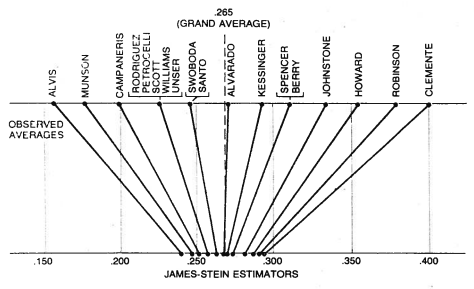 .265
(GRAND AVERAGE)
ALVIS
MUNSON
CAMPANERIS
RODRIGUEZ
PETROCELLI
SCOTT
WILLIAMS
UNSER
SWOBODA
SANTO
ALVARADO
KESSINGER
SPENCER
BERRY
JOHNSTONE
HOWARD
ROBINSON
CLEMENTE
OBSERVED
AVERAGES
.150 .200 .250 .300 .350 .400
JAMES-STEIN ESTIMATORS